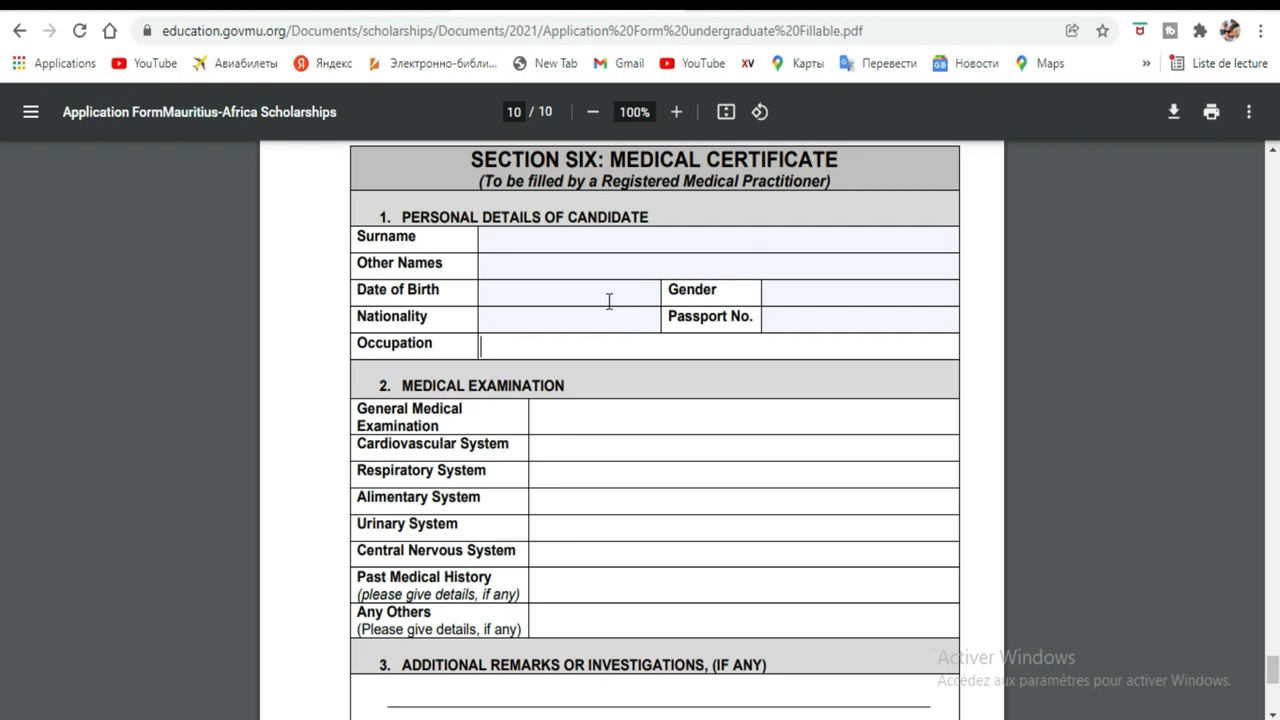 education.govmu.org/Documents/scholarships/Documents/2021/Application%20Form%20undergraduate%20Fillable.pdf
Applications YouTube Авиабилеты Яндекс Электронно-библи... New Tab Gmail YouTube XV Карты Перевести Новости Maps » Liste de lecture
Application FormMauritius-Africa Scholarships 10 / 10 100%
SECTION SIX: MEDICAL CERTIFICATE
(To be filled by a Registered Medical Practitioner)
1. PERSONAL DETAILS OF CANDIDATE
Surname
Other Names
Date of Birth Gender
Nationality Passport No.
Occupation
2. MEDICAL EXAMINATION
General Medical
Examination
Cardiovascular System
Respiratory System
Alimentary System
Urinary System
Central Nervous System
Past Medical History
(please give details, if any)
Any Others
(Please give details, if any)
3. ADDITIONAL REMARKS OR INVESTIGATIONS, (IF ANY)
Activer Windows
Accédez aux paramètres pour activer Windows.